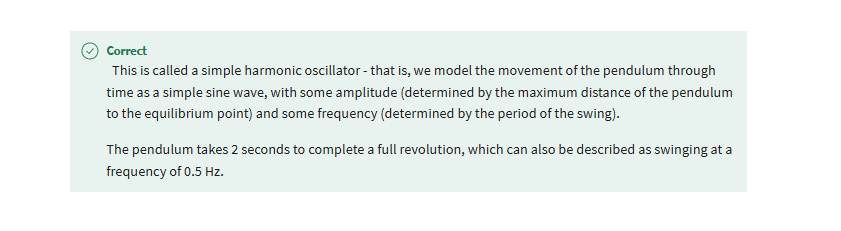 Correct
This is called a simple harmonic oscillator - that is, we model the movement of the pendulum through
time as a simple sine wave, with some amplitude (determined by the maximum distance of the pendulum
to the equilibrium point) and some frequency (determined by the period of the swing).
The pendulum takes 2 seconds to complete a full revolution, which can also be described as swinging at a
frequency of 0.5 Hz.